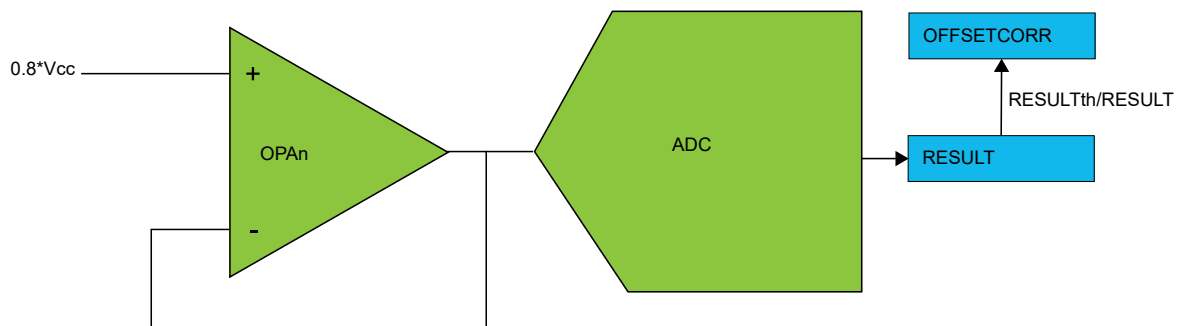 OFFSETCORR
0.8*Vcc
+
RESULTth/RESULT
OPAn
ADC
RESULT
-